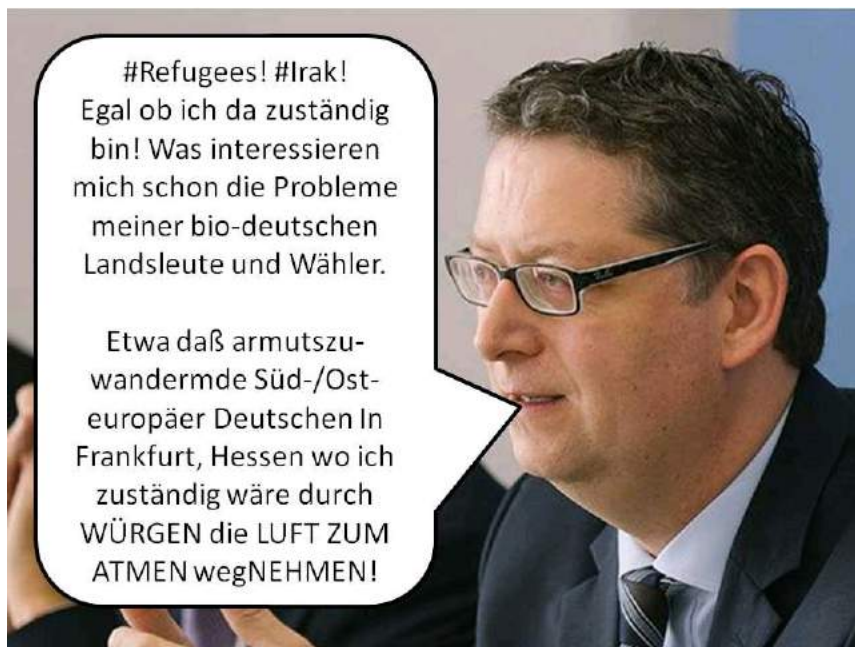 #Refugees! #Irak!
Egal ob ich da zuständig
bin! Was interessieren
mich schon die Probleme
meiner bio-deutschen
Landsleute und Wähler.
Etwa daß armutszu-
wandermde Süd-/Ost-
europäer Deutschen In
Frankfurt, Hessen wo ich
zuständig wäre durch
WÜRGEN die LUFT ZUM
ATMEN wegNEHMEN!